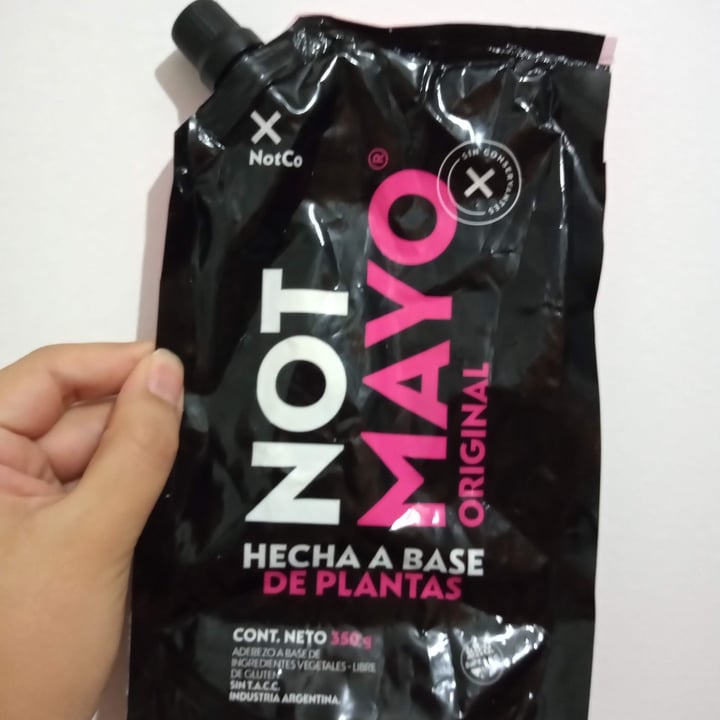 NotCo
SIN CONSERVANTES
NOT
MAYO®
ORIGINAL
HECHA A BASE
DE PLANTAS
CONT. NETO 350 g
ADEREZO A BASE DE
INGREDIENTES VEGETALES - LIBRE
DE GLUTEN
SIN T.A.C.C.
INDUSTRIA ARGENTINA.